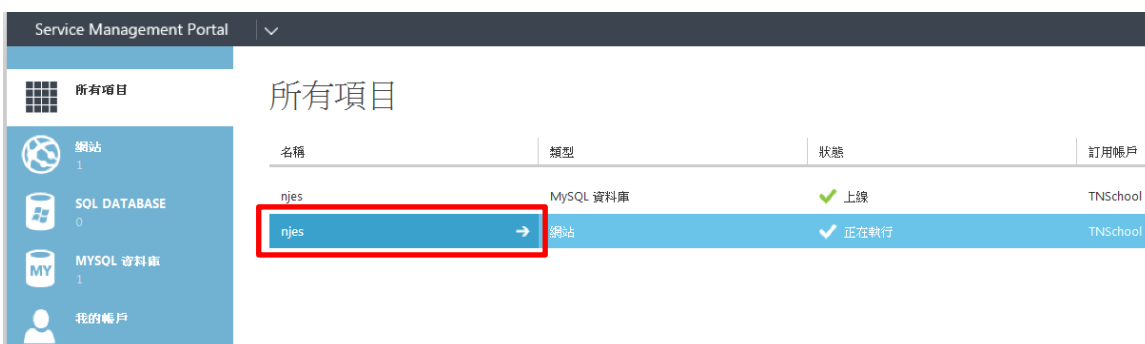 Service Management Portal
所有項目
網站
1
SQL DATABASE
0
MYSQL 資料庫
1
MY
我的帳戶
所有項目
名稱 類型 狀態 訂用帳戶
njes MySQL 資料庫 上線 TNSchool
njes 網站 正在執行 TNSchool